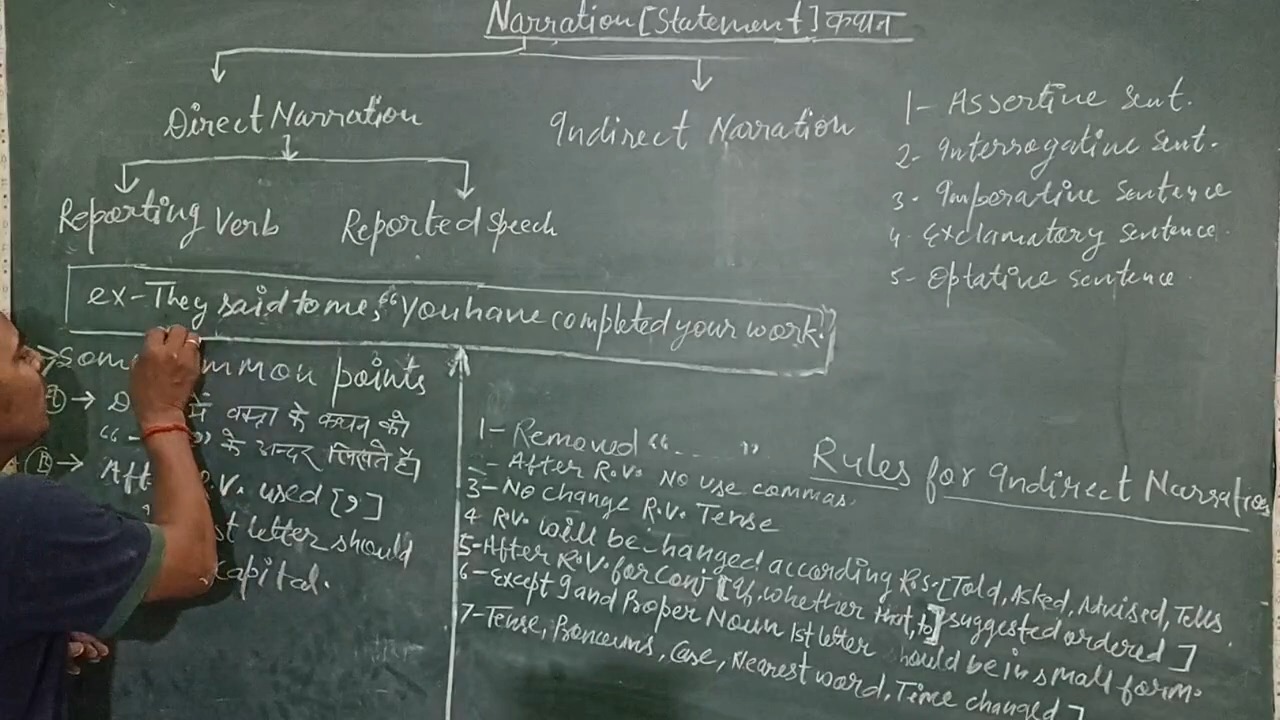 Narration [Statement] कथन
Direct Narration
Indirect Narration
Reporting Verb
Reported Speech
1- Assertive Sent.
2- Interrogative Sent.
3- Imperative Sentence
4- Exclamatory Sentence.
5- Optative Sentence
ex- They said to me, "You have completed your work."
common points
में वक्ता के कथन को
" के अन्दर लिखते हैं।
R.V. used [,]
letter should
capital.
Rules for Indirect Narration
1- Removed " ..... "
- After R.V. No use commas.
3- No change R.V. Tense
4 R.V. will be changed according R.S. [Told, Asked, Advised, Tells
suggested ordered ]
5- After R.V. for Conj [If, whether that, to]
6- Except I and Proper Noun 1st letter should be in small form.
7- Tense, Pronouns, Case, Nearest word, Time changed ]